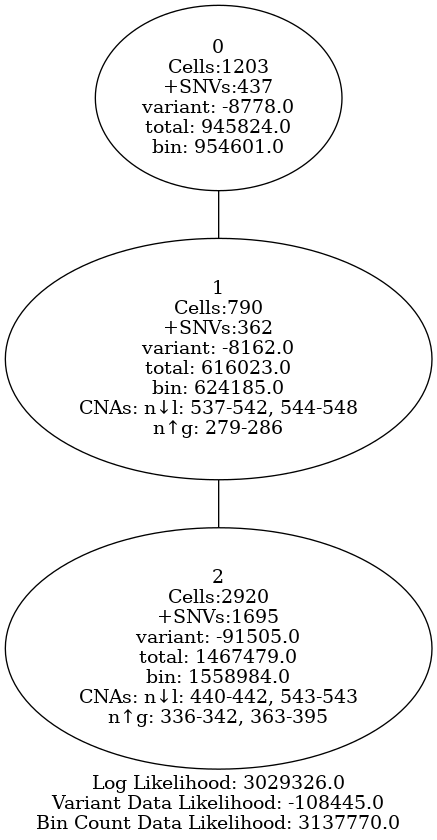 0
Cells:1203
+SNVs:437
variant: -8778.0
total: 945824.0
bin: 954601.0
1
Cells:790
+SNVs:362
variant: -8162.0
total: 616023.0
bin: 624185.0
CNAs: n↓l: 537-542, 544-548
n↑g: 279-286
2
Cells:2920
+SNVs:1695
variant: -91505.0
total: 1467479.0
bin: 1558984.0
CNAs: n↓l: 440-442, 543-543
n↑g: 336-342, 363-395
Log Likelihood: 3029326.0
Variant Data Likelihood: -108445.0
Bin Count Data Likelihood: 3137770.0